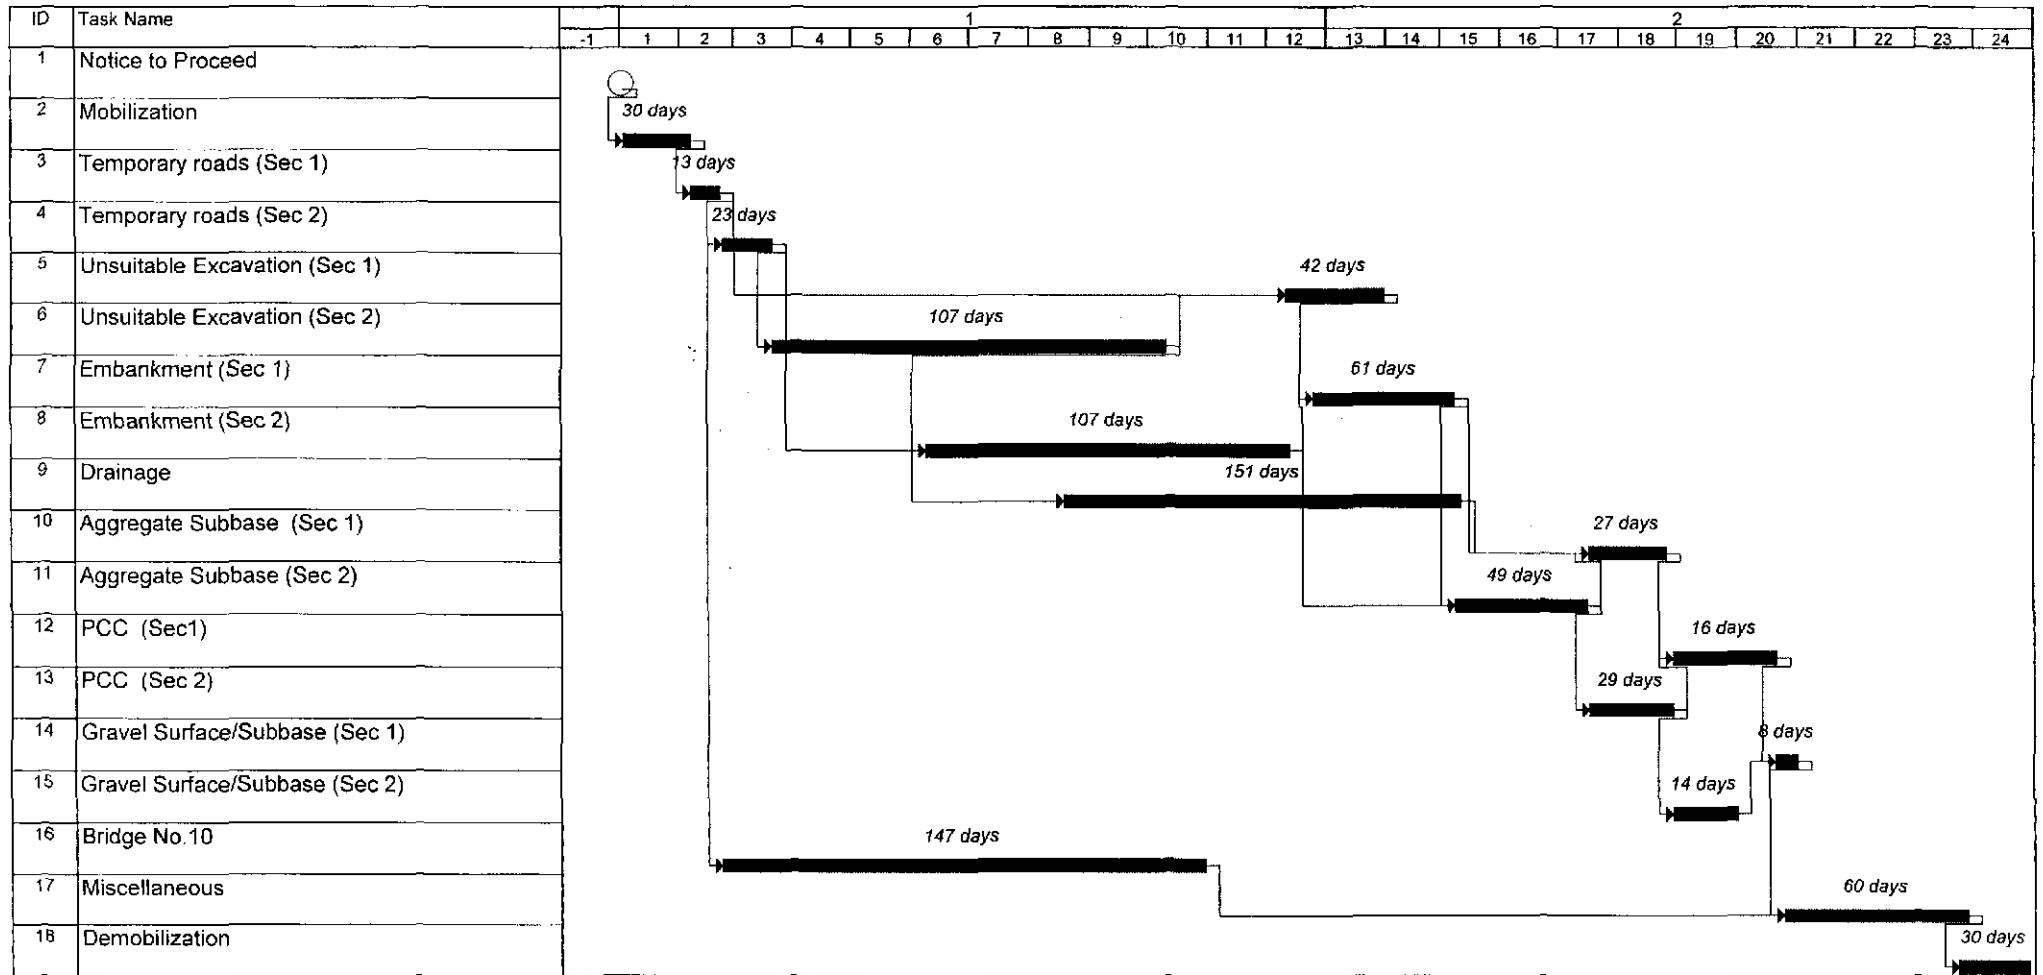 ID Task Name 1 2
-1 1 2 3 4 5 6 7 8 9 10 11 12 13 14 15 16 17 18 19 20 21 22 23 24
1 Notice to Proceed
2 Mobilization 30 days
3 Temporary roads (Sec 1) 13 days
4 Temporary roads (Sec 2) 23 days
5 Unsuitable Excavation (Sec 1) 42 days
6 Unsuitable Excavation (Sec 2) 107 days
7 Embankment (Sec 1) 61 days
8 Embankment (Sec 2) 107 days
9 Drainage 151 days
10 Aggregate Subbase (Sec 1) 27 days
11 Aggregate Subbase (Sec 2) 49 days
12 PCC (Sec1) 16 days
13 PCC (Sec 2) 29 days
14 Gravel Surface/Subbase (Sec 1) 8 days
15 Gravel Surface/Subbase (Sec 2) 14 days
16 Bridge No.10 147 days
17 Miscellaneous 60 days
18 Demobilization 30 days